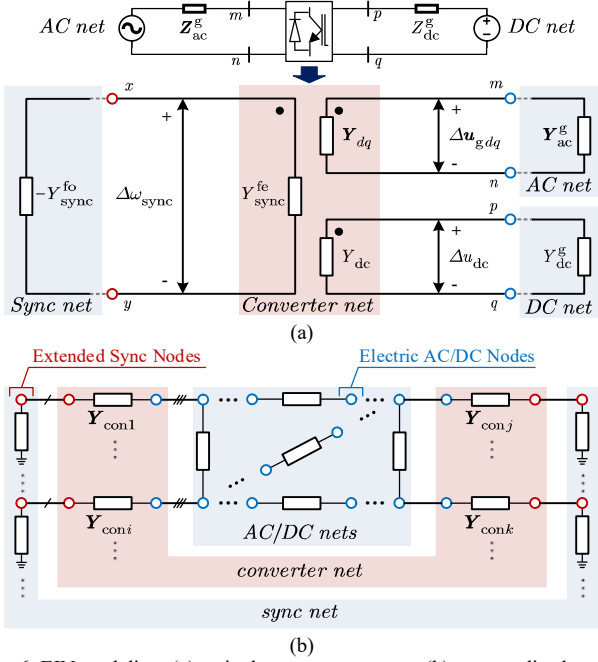 AC net Z^g_ac m p Z^g_dc DC net
n q
x m
+ + 
Y_dq Δu_gdq Y^g_ac
- n AC net
-Y^fo_sync Δω_sync Y^fe_sync p
+
Y_dc Δu_dc Y^g_dc
- -
Sync net y Converter net q DC net
(a)
Extended Sync Nodes Electric AC/DC Nodes
Y_con1 Y_conj
Y_coni AC/DC nets Y_conk
converter net
sync net
(b)